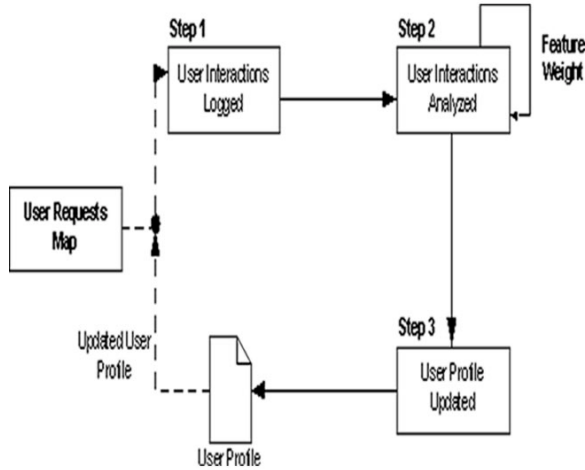 Step 1
User Interactions
Logged
Step 2
User Interactions
Analyzed
Feature
Weight
User Requests
Map
Updated User
Profile
User Profile
Step 3
User Profile
Updated